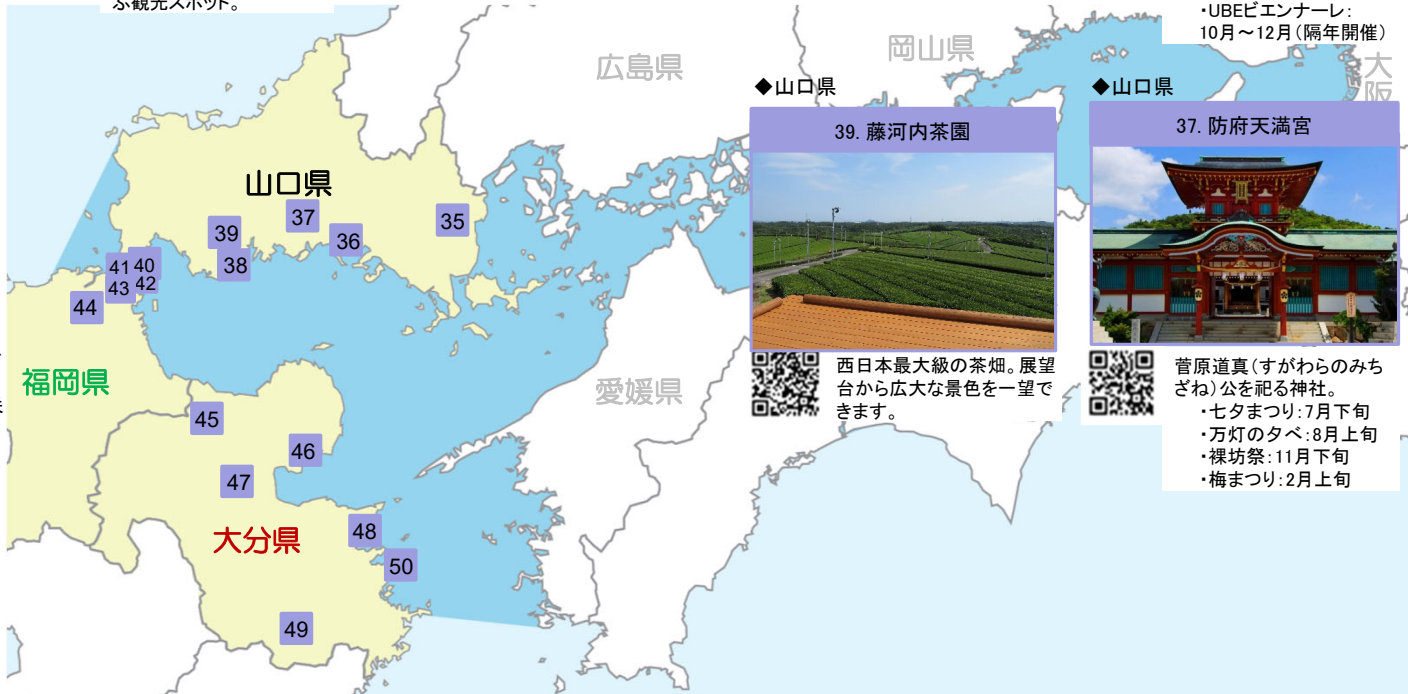 ぶ観光スポット。
・UBEビエンナーレ:
10月～12月(隔年開催)
広島県
岡山県
大阪
◆山口県
39. 藤河内茶園
西日本最大級の茶畑。展望
台から広大な景色を一望で
きます。
◆山口県
37. 防府天満宮
菅原道真(すがわらのみち
ざね)公を祀る神社。
・七夕まつり:7月下旬
・万灯の夕べ:8月上旬
・裸坊祭:11月下旬
・梅まつり:2月上旬
山口県
37
35
39
36
38
41
40
43
42
44
福岡県
愛媛県
45
46
47
大分県
48
50
49